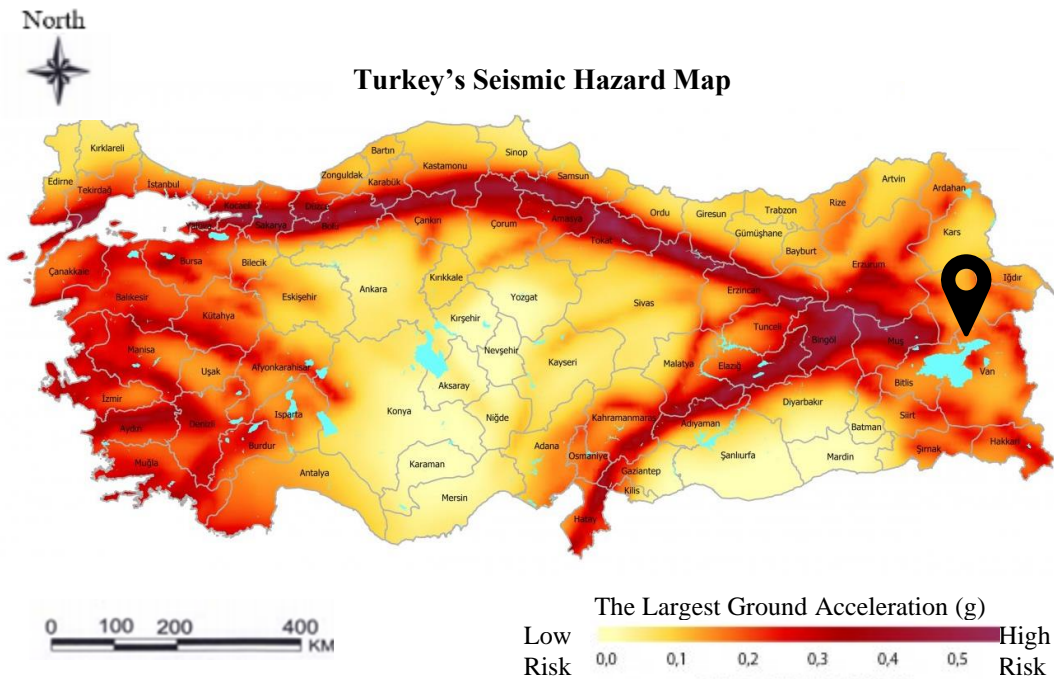 North
Turkey’s Seismic Hazard Map
Kırklareli
Edirne
Tekirdağ
İstanbul
Kocaeli
Yalova
Sakarya
Düzce
Bolu
Zonguldak
Bartın
Karabük
Kastamonu
Sinop
Samsun
Çankırı
Çorum
Amasya
Tokat
Ordu
Giresun
Trabzon
Gümüşhane
Rize
Bayburt
Artvin
Ardahan
Kars
Iğdır
Erzurum
Erzincan
Çanakkale
Bursa
Bilecik
Balıkesir
Kütahya
Eskişehir
Ankara
Kırıkkale
Yozgat
Sivas
Tunceli
Bingöl
Muş
Kırşehir
Manisa
Uşak
Afyonkarahisar
Nevşehir
Kayseri
Malatya
Elazığ
Bitlis
Van
İzmir
Aksaray
Konya
Niğde
Kahramanmaraş
Adıyaman
Diyarbakır
Batman
Siirt
Aydın
Denizli
Isparta
Burdur
Muğla
Antalya
Karaman
Mersin
Adana
Osmaniye
Gaziantep
Kilis
Şanlıurfa
Mardin
Şırnak
Hakkari
Hatay
The Largest Ground Acceleration (g)
0 100 200 400
KM
Low
Risk
0,0 0,1 0,2 0,3 0,4 0,5
High
Risk